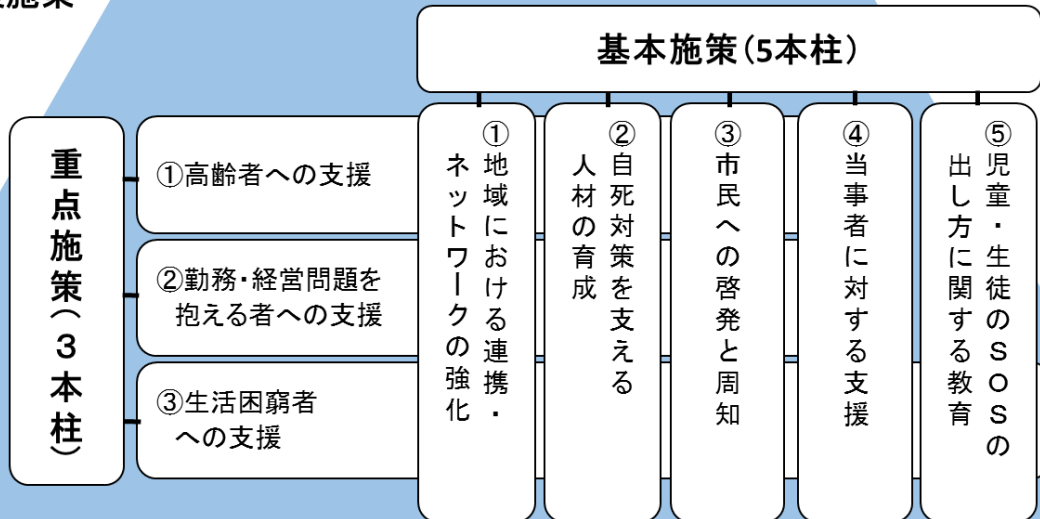 施策
基本施策(5本柱)
重点施策(3本柱)
①高齢者への支援
②勤務・経営問題を
抱える者への支援
③生活困窮者
への支援
①地域における連携・
ネットワークの強化
②自死対策を支える
人材の育成
③市民への啓発と周知
④当事者に対する支援
⑤児童・生徒のSOSの
出し方に関する教育